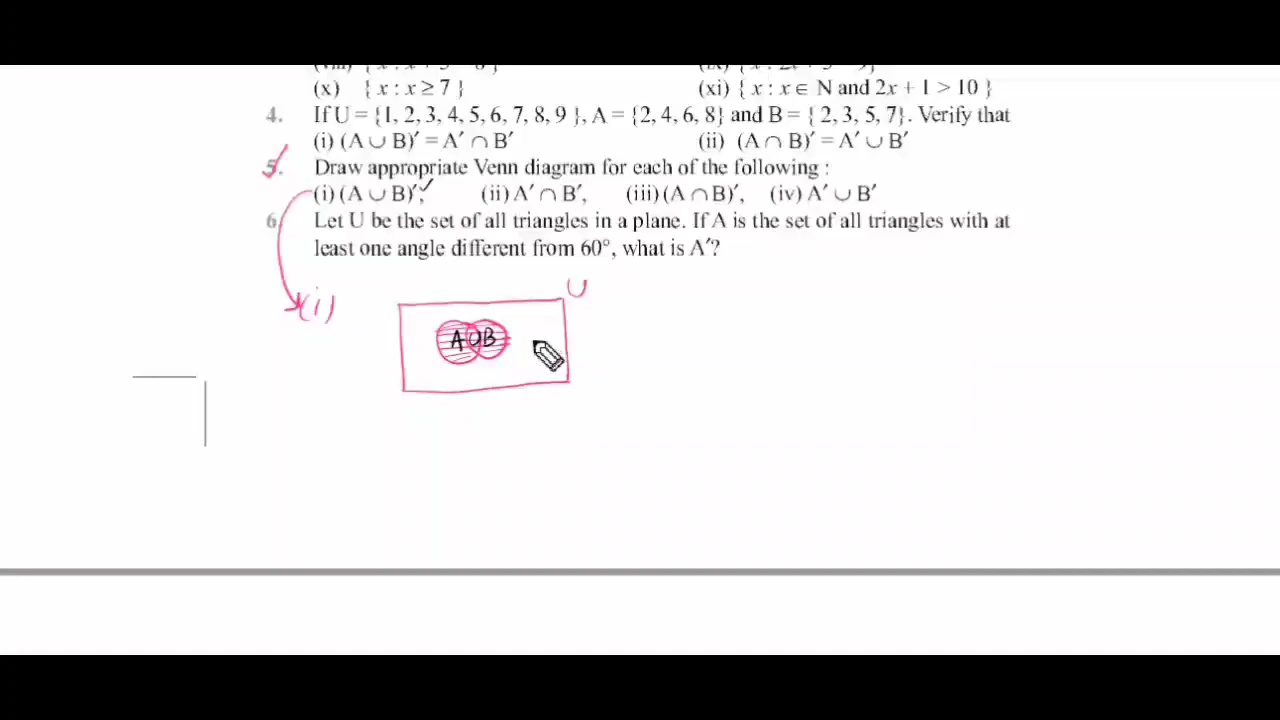 (x) { x : x ≥ 7 } (xi) { x : x ∈ N and 2x + 1 > 10 }
4. If U = {1, 2, 3, 4, 5, 6, 7, 8, 9 }, A = {2, 4, 6, 8} and B = { 2, 3, 5, 7}. Verify that
(i) (A ∪ B)′ = A′ ∩ B′ (ii) (A ∩ B)′ = A′ ∪ B′
5. Draw appropriate Venn diagram for each of the following :
(i) (A ∪ B)′, (ii) A′ ∩ B′, (iii) (A ∩ B)′, (iv) A′ ∪ B′
6. Let U be the set of all triangles in a plane. If A is the set of all triangles with at
least one angle different from 60°, what is A′?
(i) U
A∪B